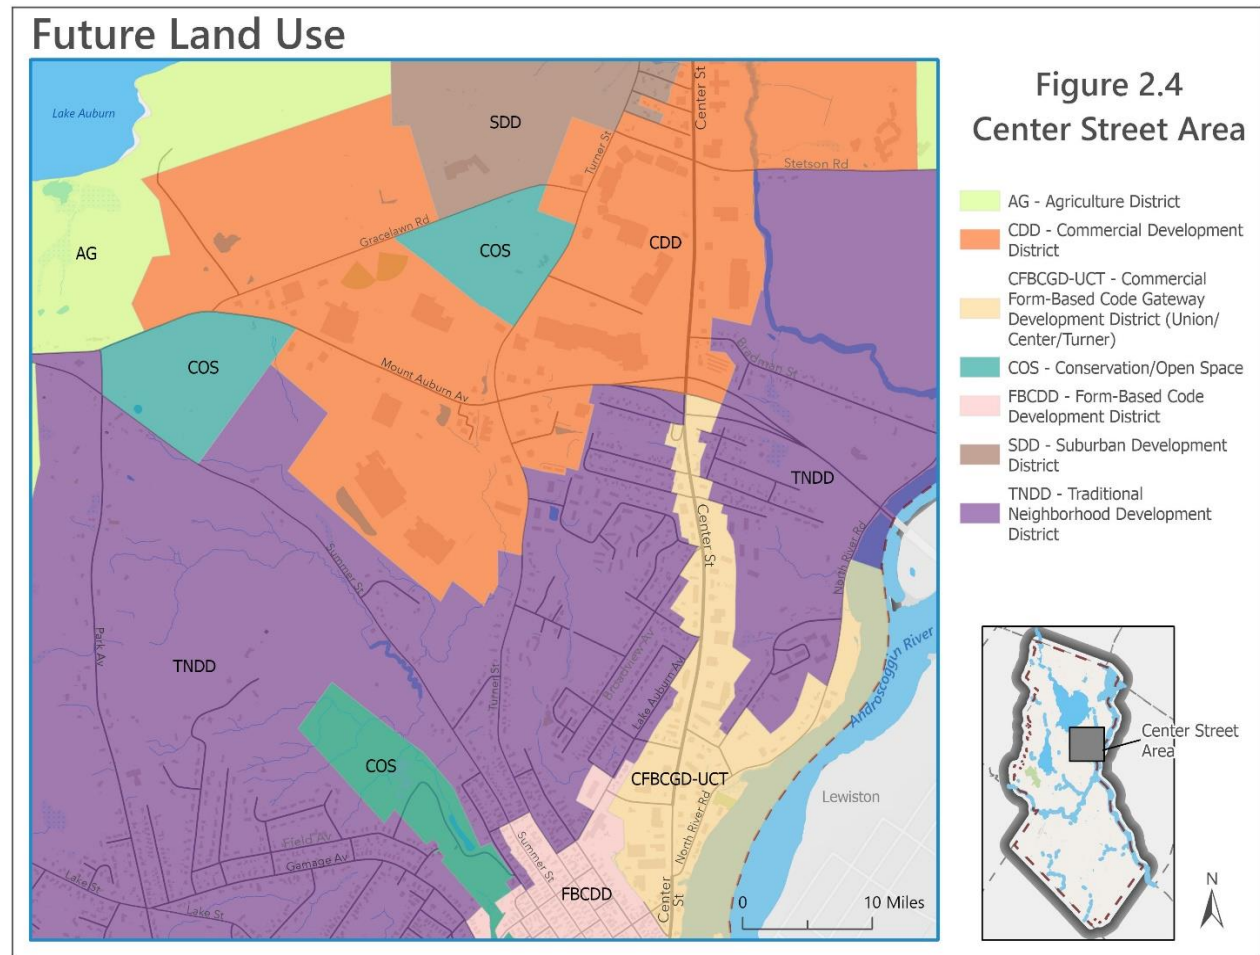 Future Land Use
Figure 2.4
Center Street Area
AG - Agriculture District
CDD - Commercial Development
District
CFBCGD-UCT - Commercial
Form-Based Code Gateway
Development District (Union/
Center/Turner)
COS - Conservation/Open Space
FBCDD - Form-Based Code
Development District
SDD - Suburban Development
District
TNDD - Traditional
Neighborhood Development
District
Lake Auburn
SDD
Turner St
Center St
Stetson Rd
Gracelawn Rd
AG
COS
CDD
COS
Mount Auburn Av
Bradman St
TNDD
Center St
North River Rd
Summer St
Park Av
TNDD
Turner St
Broadview Av
Lake Auburn Av
Androscoggin River
COS
CFBCGD-UCT
Lewiston
North River Rd
Field Av
Gamage Av
Summer St
FBCDD
Lake St
Lake St
Center
St
0 10 Miles
Center Street
Area
N